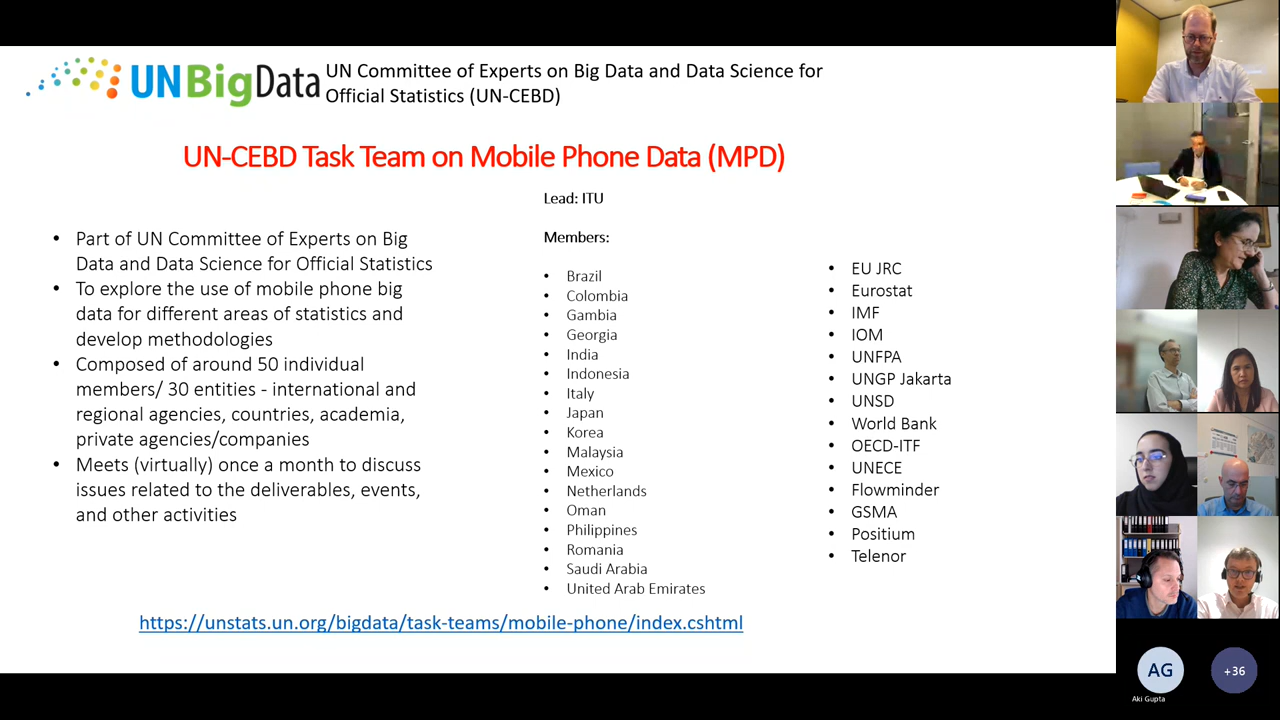 UNBigData
UN Committee of Experts on Big Data and Data Science for
Official Statistics (UN-CEBD)
UN-CEBD Task Team on Mobile Phone Data (MPD)
• Part of UN Committee of Experts on Big
Data and Data Science for Official Statistics
• To explore the use of mobile phone big
data for different areas of statistics and
develop methodologies
• Composed of around 50 individual
members/ 30 entities - international and
regional agencies, countries, academia,
private agencies/companies
• Meets (virtually) once a month to discuss
issues related to the deliverables, events,
and other activities
Lead: ITU
Members:
• Brazil
• Colombia
• Gambia
• Georgia
• India
• Indonesia
• Italy
• Japan
• Korea
• Malaysia
• Mexico
• Netherlands
• Oman
• Philippines
• Romania
• Saudi Arabia
• United Arab Emirates
• EU JRC
• Eurostat
• IMF
• IOM
• UNFPA
• UNGP Jakarta
• UNSD
• World Bank
• OECD-ITF
• UNECE
• Flowminder
• GSMA
• Positium
• Telenor
https://unstats.un.org/bigdata/task-teams/mobile-phone/index.cshtml
AG
Aki Gupta
+36